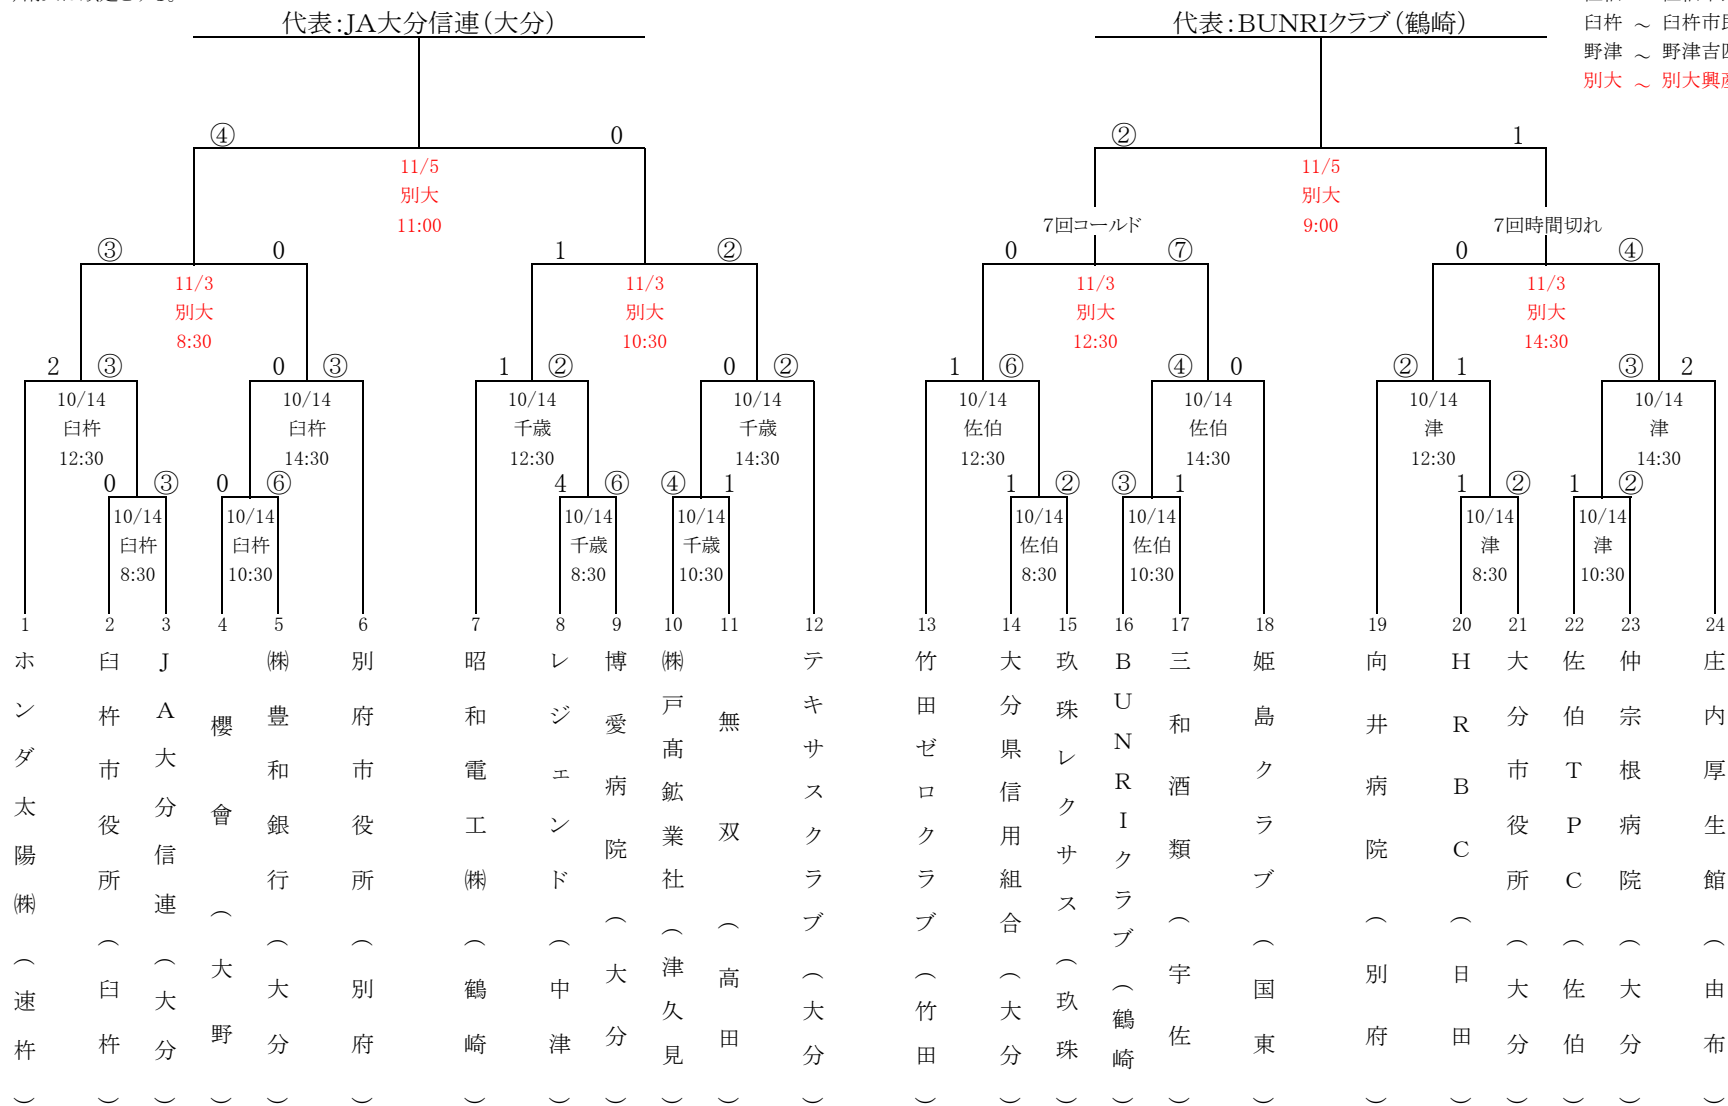 代表:JA大分信連(大分)
代表:BUNRIクラブ(鶴崎)
臼杵 ~ 臼杵市民
野津 ~ 野津吉四
別大 ~ 別大興産
④ 0
② 1
11/5
別大
11:00
11/5
別大
9:00
7回コールド
7回時間切れ
③ 0
1 ②
0 ⑦
0 ④
11/3
別大
8:30
11/3
別大
10:30
11/3
別大
12:30
11/3
別大
14:30
2 ③
0 ③
1 ②
0 ②
1 ⑥
④ 0
② 1
③ 2
10/14
臼杵
12:30
10/14
臼杵
14:30
10/14
千歳
12:30
10/14
千歳
14:30
10/14
佐伯
12:30
10/14
佐伯
14:30
10/14
津
12:30
10/14
津
14:30
0 ③
0 ⑥
4 ⑥
④ 1
1 ②
③ 1
1 ②
1 ②
10/14
臼杵
8:30
10/14
臼杵
10:30
10/14
千歳
8:30
10/14
千歳
10:30
10/14
佐伯
8:30
10/14
佐伯
10:30
10/14
津
8:30
10/14
津
10:30
1 ホンダ太陽㈱(速杵)
2 臼杵市役所(臼杵)
3 JA大分信連(大分)
4 櫻會(大野)
5 ㈱豊和銀行(大分)
6 別府市役所(別府)
7 昭和電工㈱(鶴崎)
8 レジェンド(中津)
9 博愛病院(大分)
10 ㈱戸髙鉱業社(津久見)
11 無双(高田)
12 テキサスクラブ(大分)
13 竹田ゼロクラブ(竹田)
14 大分県信用組合(大分)
15 玖珠レクサス(玖珠)
16 BUNRIクラブ(鶴崎)
17 三和酒類(宇佐)
18 姫島クラブ(国東)
19 向井病院(別府)
20 HRBC(日田)
21 大分市役所(大分)
22 佐伯TPC(佐伯)
23 仲宗根病院(大分)
24 庄内厚生館(由布)